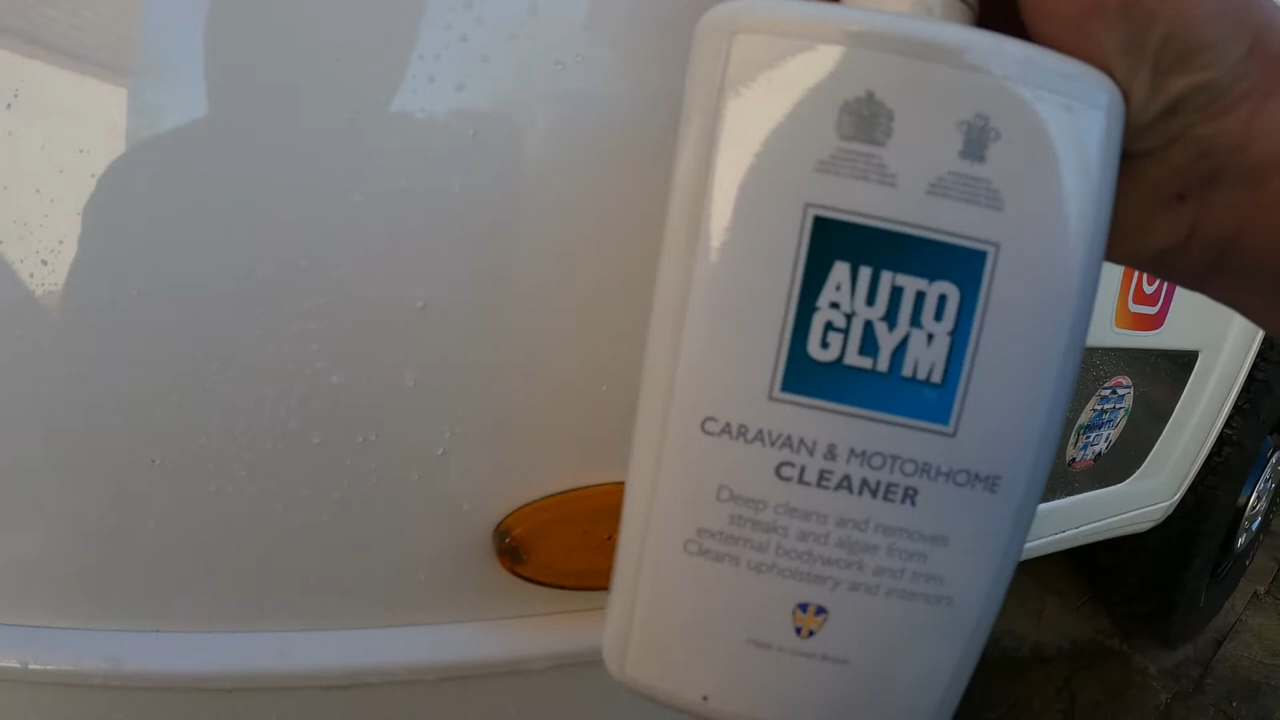 AUTO
GLYM
CARAVAN & MOTORHOME
CLEANER
Deep cleans and removes
streaks and algae from
external bodywork and trim.
Cleans upholstery and interiors